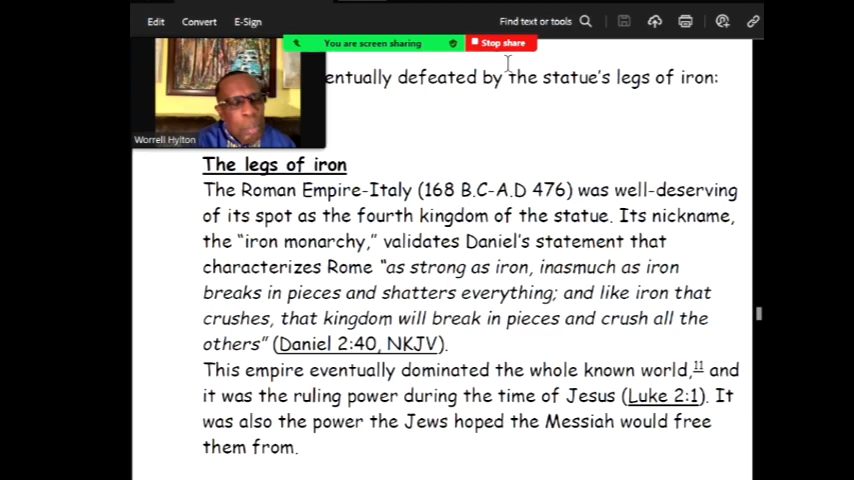 Edit Convert E-Sign Find text or tools
You are screen sharing Stop share
entually defeated by the statue's legs of iron:
Worrell Hylton
The legs of iron
The Roman Empire-Italy (168 B.C-A.D 476) was well-deserving
of its spot as the fourth kingdom of the statue. Its nickname,
the “iron monarchy,” validates Daniel's statement that
characterizes Rome “as strong as iron, inasmuch as iron
breaks in pieces and shatters everything; and like iron that
crushes, that kingdom will break in pieces and crush all the
others” (Daniel 2:40, NKJV).
This empire eventually dominated the whole known world,11 and
it was the ruling power during the time of Jesus (Luke 2:1). It
was also the power the Jews hoped the Messiah would free
them from.